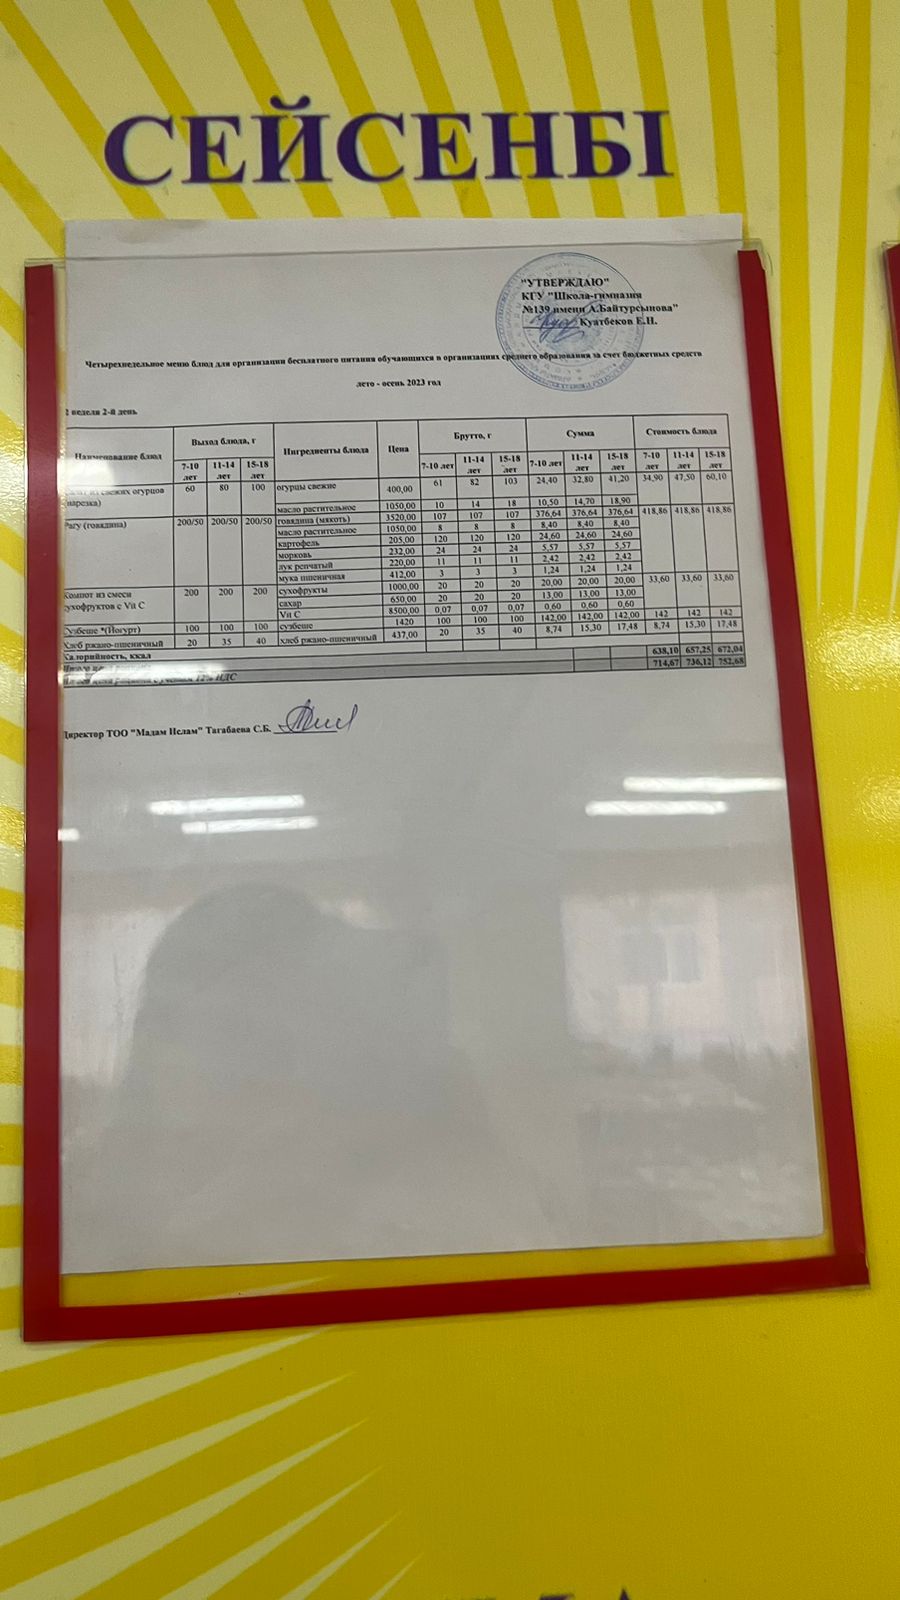 СЕЙСЕНБІ
"УТВЕРЖДАЮ"
КГУ "Школа-гимназия
№139 имени А.Байтурсынова"
Куатбеков Е.П.
Четырехнедельное меню блюд для организации бесплатного питания обучающихся в организациях среднего образования за счет бюджетных средств
лето - осень 2023 год
2 неделя 2-й день
Наименование блюд Выход блюда, г Ингредиенты блюда Цена Брутто, г Сумма Стоимость блюда
7-10 лет 11-14 лет 15-18 лет 7-10 лет 11-14 лет 15-18 лет 7-10 лет 11-14 лет 15-18 лет 7-10 лет 11-14 лет 15-18 лет
из свежих огурцов (нарезка) 60 80 100 огурцы свежие 400,00 61 82 103 24,40 32,80 41,20 34,90 47,50 60,10
масло растительное 1050,00 10 14 18 10,50 14,70 18,90
Рагу (говядина) 200/50 200/50 200/50 говядина (мякоть) 3520,00 107 107 107 376,64 376,64 376,64 418,86 418,86 418,86
масло растительное 1050,00 8 8 8 8,40 8,40 8,40
картофель 205,00 120 120 120 24,60 24,60 24,60
морковь 232,00 24 24 24 5,57 5,57 5,57
лук репчатый 220,00 11 11 11 2,42 2,42 2,42
мука пшеничная 412,00 3 3 3 1,24 1,24 1,24
Компот из смеси сухофруктов с Vit C 200 200 200 сухофрукты 1000,00 20 20 20 20,00 20,00 20,00 33,60 33,60 33,60
сахар 650,00 20 20 20 13,00 13,00 13,00
Vit C 8500,00 0,07 0,07 0,07 0,60 0,60 0,60
Сузбеше *(Йогурт) 100 100 100 сузбеше 1420 100 100 100 142,00 142,00 142,00 142 142 142
Хлеб ржано-пшеничный 20 35 40 хлеб ржано-пшеничный 437,00 20 35 40 8,74 15,30 17,48 8,74 15,30 17,48
Калорийность, ккал
638,10 657,25 672,04
с учетом 12% НДС 714,67 736,12 752,68
Директор ТОО "Мадам Ислам" Тагабаева С.Б.